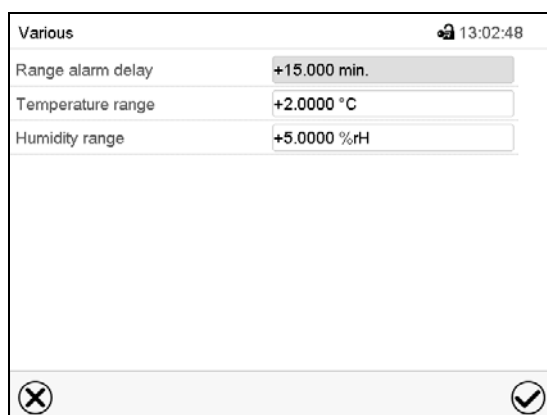 Various 13:02:48
Range alarm delay +15.000 min.
Temperature range +2.0000 °C
Humidity range +5.0000 %rH